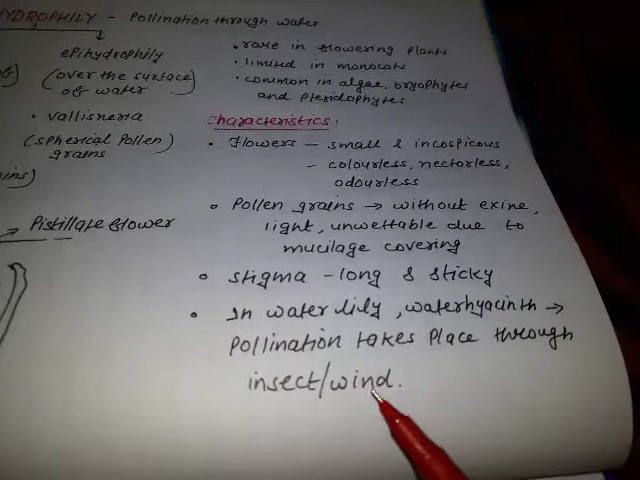 HYDROPHILY - Pollination through water
epihydrophily
(over the surface)
of water
• vallisneria
(spherical pollen)
grains
→ Pistillate flower
• rare in flowering plants
• limited in monocots
• common in algae, bryophytes
and pteridophytes
Characteristics:
• Flowers - small & incospicous
- colourless, nectorless,
odourless
• Pollen grains → without exine,
light, unwettable due to
mucilage covering
• Stigma - long & sticky
• In water lily, waterhyacinth →
Pollination takes place through
insect/wind.